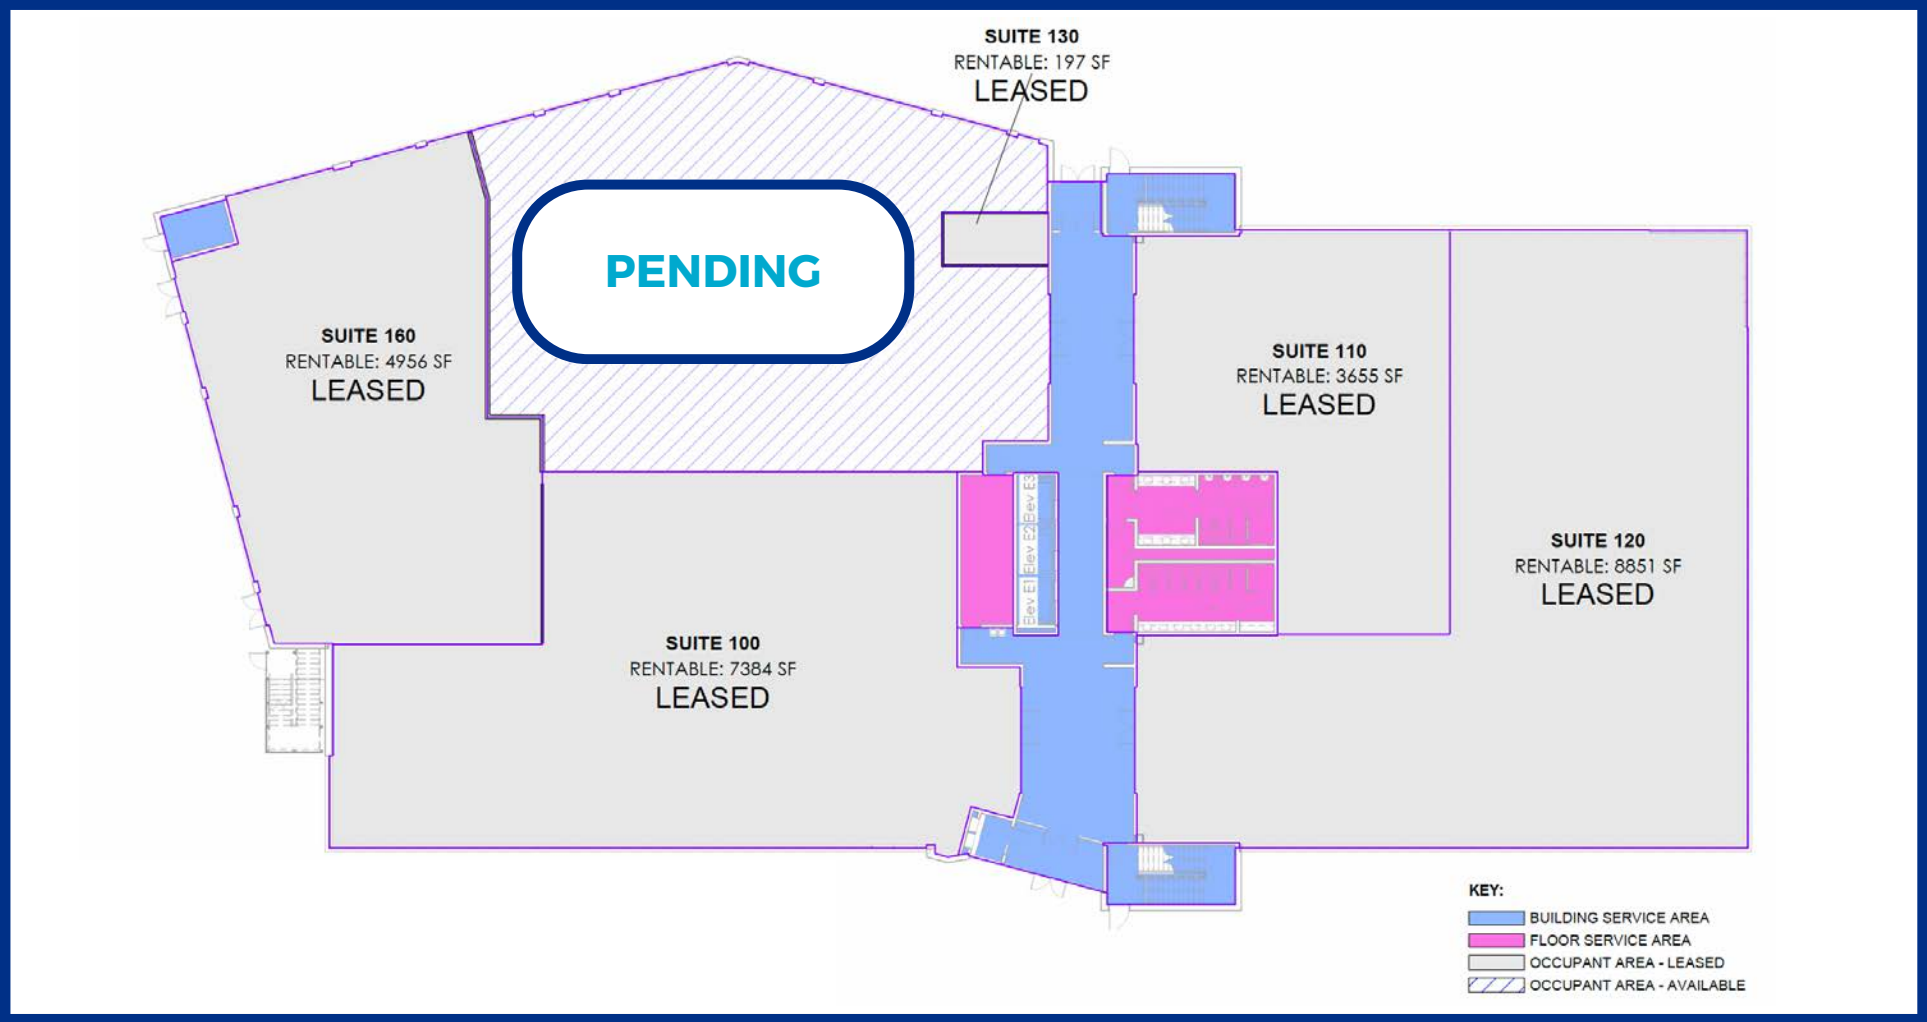 SUITE 130
RENTABLE: 197 SF
LEASED
PENDING
SUITE 160
RENTABLE: 4956 SF
LEASED
SUITE 110
RENTABLE: 3655 SF
LEASED
Elev E3
Elev E2
Elev E1
SUITE 120
RENTABLE: 8851 SF
LEASED
SUITE 100
RENTABLE: 7384 SF
LEASED
KEY:
BUILDING SERVICE AREA
FLOOR SERVICE AREA
OCCUPANT AREA - LEASED
OCCUPANT AREA - AVAILABLE